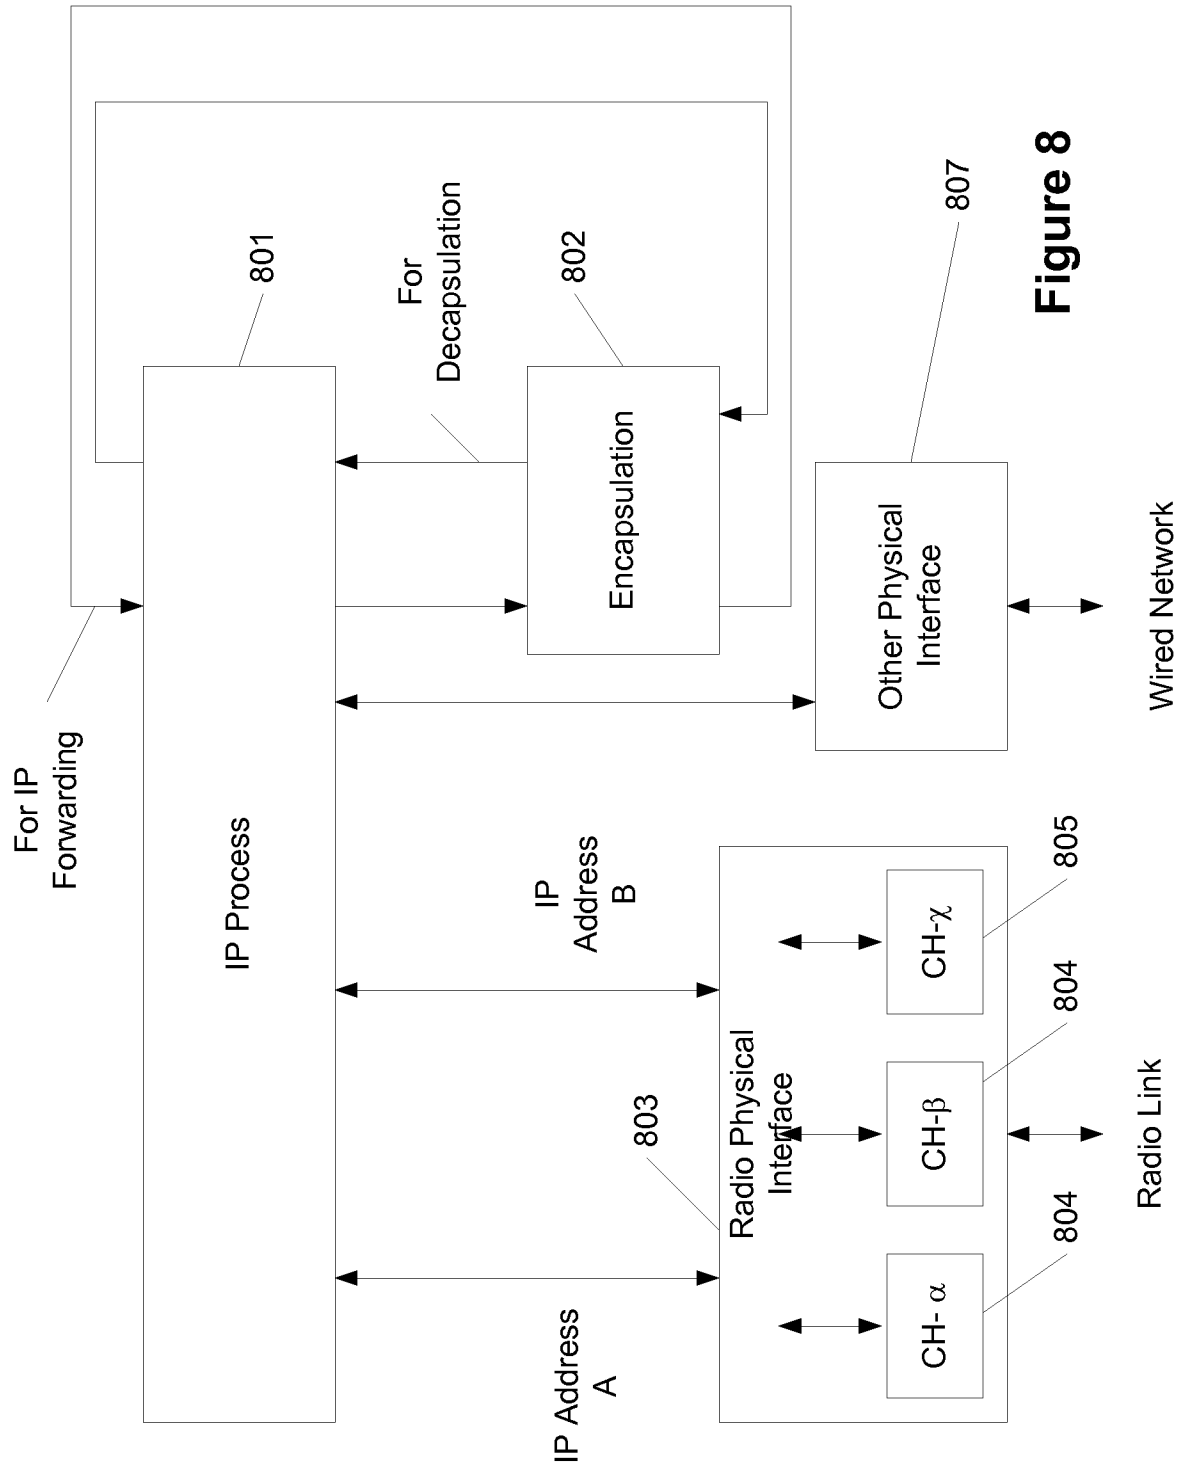 For IP
Forwarding
IP Process
801
For
Decapsulation
802
Encapsulation
IP Address
A
IP
Address
B
803
Radio Physical
Interface
CH- α
804
CH-β
804
CH-χ
805
Other Physical
Interface
807
Radio Link
Wired Network
Figure 8